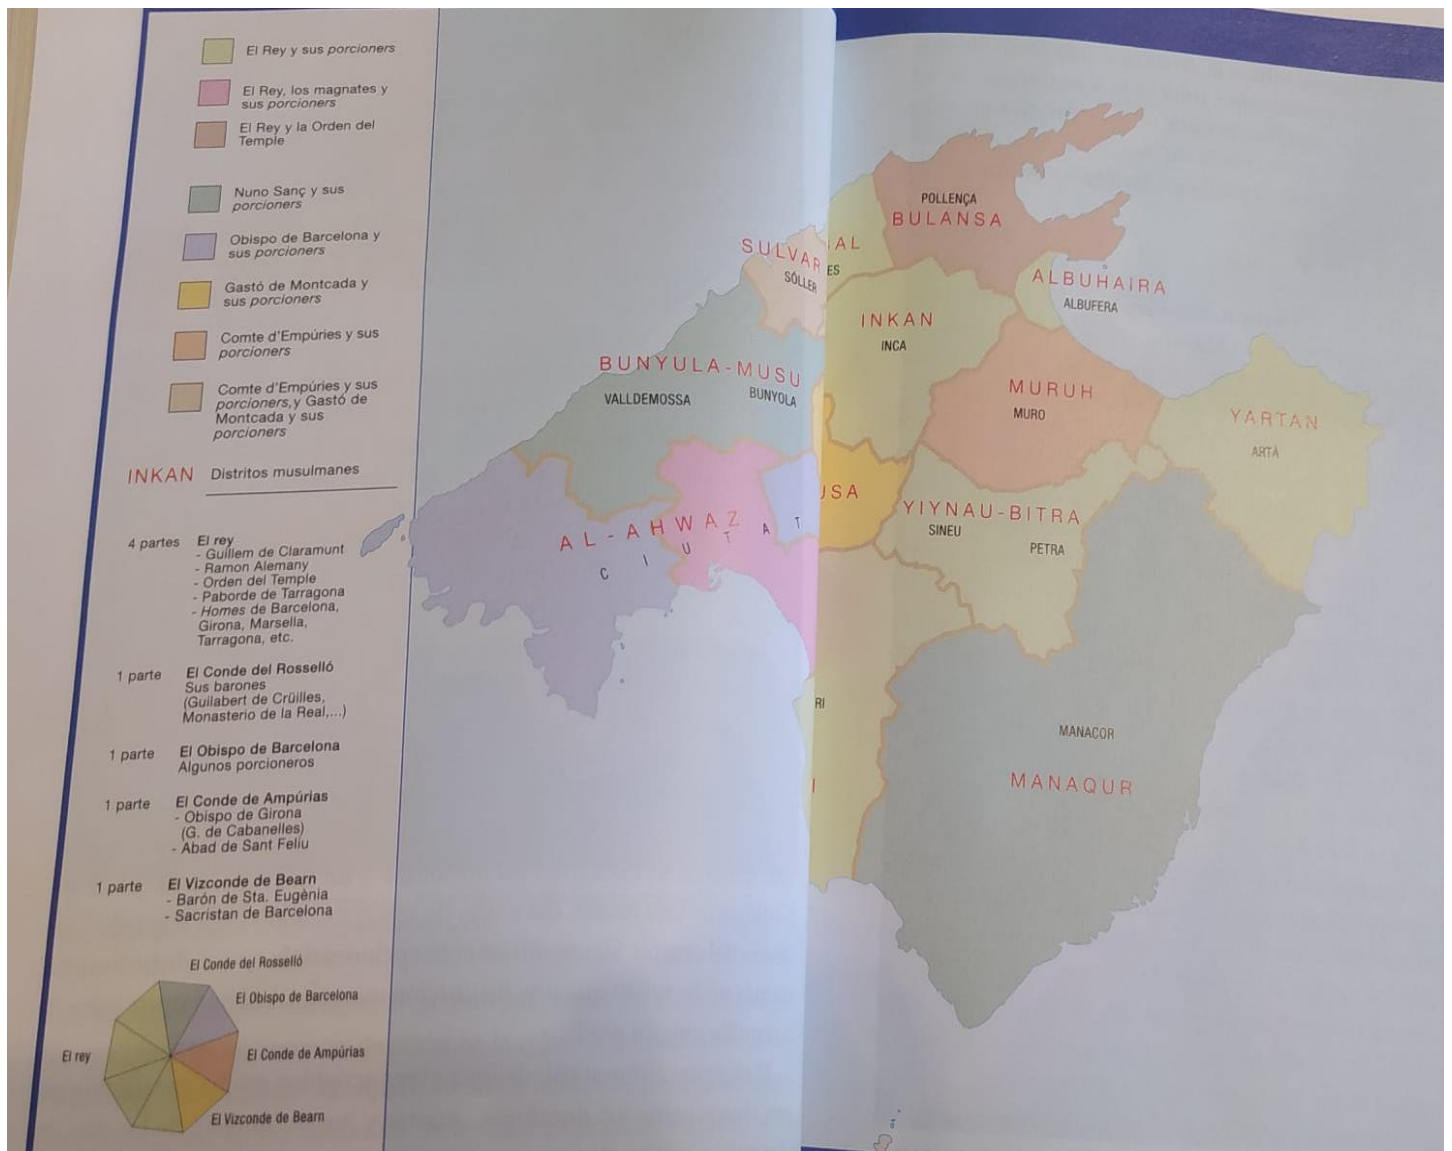 El Rey y sus porcioners
El Rey, los magnates y
sus porcioners
El Rey y la Orden del
Temple
Nuno Sanç y sus
porcioners
Obispo de Barcelona y
sus porcioners
Gastó de Montcada y
sus porcioners
Comte d'Empúries y sus
porcioners
Comte d'Empúries y sus
porcioners, y Gastó de
Montcada y sus
porcioners
INKAN Distritos musulmanes
4 partes El rey
- Guillem de Claramunt
- Ramon Alemany
- Orden del Temple
- Paborde de Tarragona
- Homes de Barcelona,
Girona, Marsella,
Tarragona, etc.
1 parte El Conde del Rosselló
Sus barones
(Guilabert de Crüilles,
Monasterio de la Real,...)
1 parte El Obispo de Barcelona
Algunos porcioneros
1 parte El Conde de Ampúrias
- Obispo de Girona
(G. de Cabanelles)
- Abad de Sant Feliu
1 parte El Vizconde de Bearn
- Barón de Sta. Eugènia
- Sacristan de Barcelona
El Conde del Rosselló
El Obispo de Barcelona
El rey
El Conde de Ampúrias
El Vizconde de Bearn
POLLENÇA
BULANSA
SULVAR
SÓLLER
AL
ES
ALBUHAIRA
ALBUFERA
INKAN
INCA
BUNYULA-MUSU
VALLDEMOSSA
BUNYOLA
MURUH
MURO
YARTAN
ARTÀ
USA
AL-AHWAZ
CIUTAT
YIYNAU-BITRA
SINEU
PETRA
RI
I
MANACOR
MANAQUR